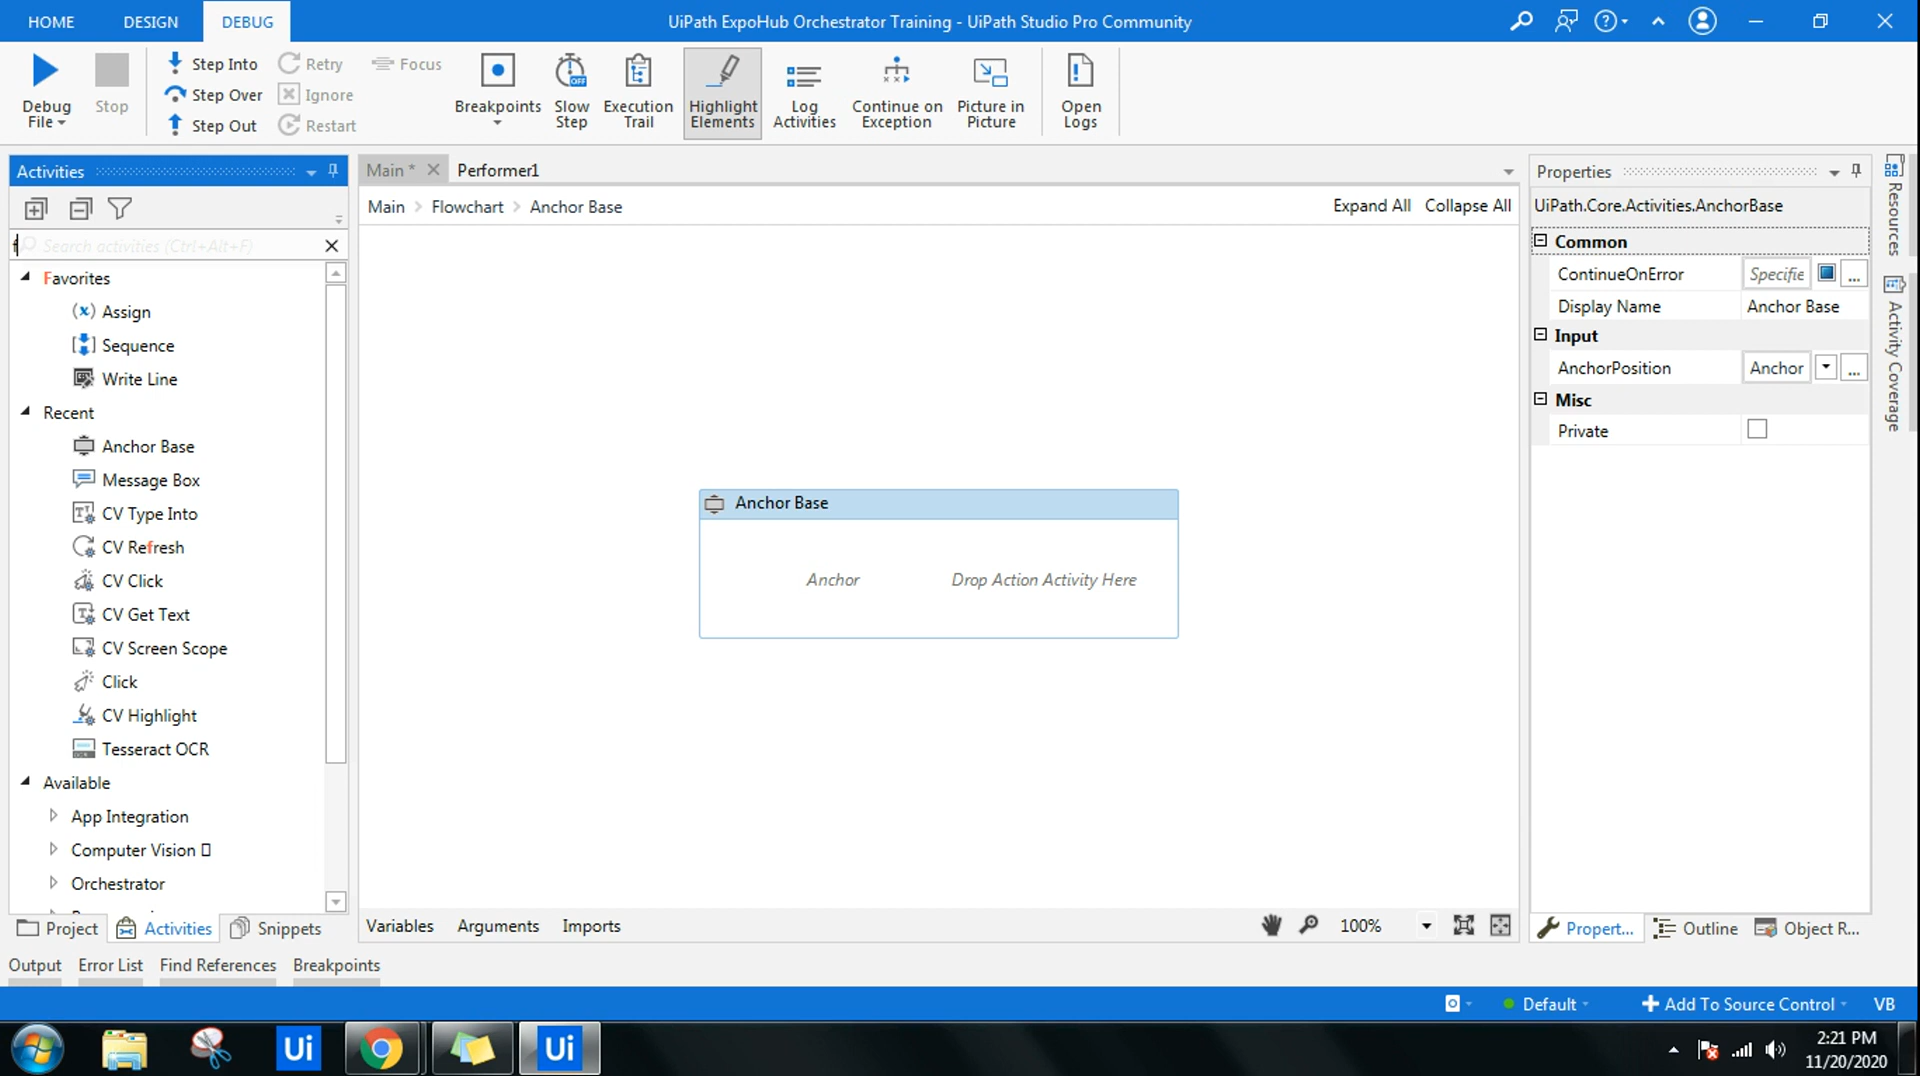 HOME DESIGN DEBUG UiPath ExpoHub Orchestrator Training - UiPath Studio Pro Community
Debug File
Stop
Step Into
Step Over
Step Out
Retry
Ignore
Restart
Focus
Breakpoints
Slow Step
OFF
Execution Trail
Highlight Elements
Log Activities
Continue on Exception
Picture in Picture
Open Logs
Activities
f Search activities (Ctrl+Alt+F)
Favorites
Assign
Sequence
Write Line
Recent
Anchor Base
Message Box
CV Type Into
CV Refresh
CV Click
CV Get Text
CV Screen Scope
Click
CV Highlight
Tesseract OCR
Available
App Integration
Computer Vision
Orchestrator
Project Activities Snippets
Main * Performer1
Main > Flowchart > Anchor Base Expand All Collapse All
Anchor Base
Anchor Drop Action Activity Here
Variables Arguments Imports 100%
Properties
UiPath.Core.Activities.AnchorBase
Common
ContinueOnError Specifie ...
Display Name Anchor Base
Input
AnchorPosition Anchor ...
Misc
Private
Propert... Outline Object R...
Resources
Activity Coverage
Output Error List Find References Breakpoints
Default Add To Source Control VB
Ui Ui
2:21 PM
11/20/2020